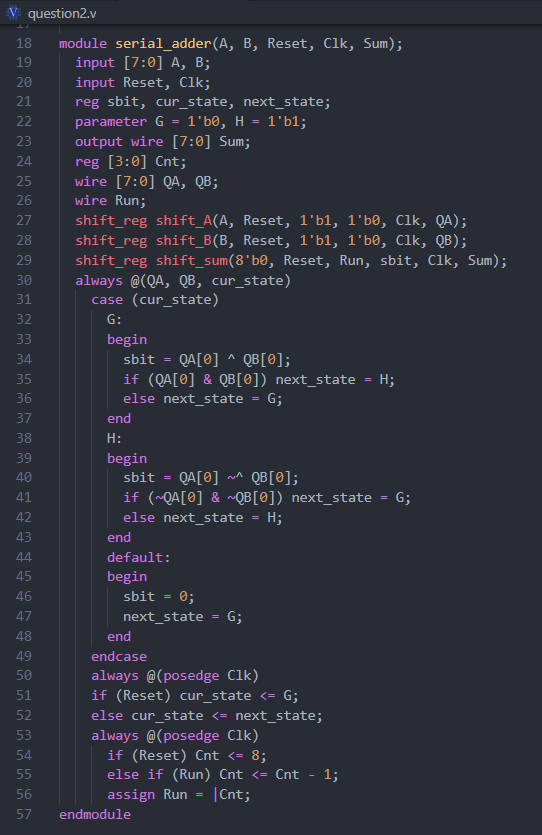 question2.v
17
18 module serial_adder(A, B, Reset, Clk, Sum);
19 input [7:0] A, B;
20 input Reset, Clk;
21 reg sbit, cur_state, next_state;
22 parameter G = 1'b0, H = 1'b1;
23 output wire [7:0] Sum;
24 reg [3:0] Cnt;
25 wire [7:0] QA, QB;
26 wire Run;
27 shift_reg shift_A(A, Reset, 1'b1, 1'b0, Clk, QA);
28 shift_reg shift_B(B, Reset, 1'b1, 1'b0, Clk, QB);
29 shift_reg shift_sum(8'b0, Reset, Run, sbit, Clk, Sum);
30 always @(QA, QB, cur_state)
31 case (cur_state)
32 G:
33 begin
34 sbit = QA[0] ^ QB[0];
35 if (QA[0] & QB[0]) next_state = H;
36 else next_state = G;
37 end
38 H:
39 begin
40 sbit = QA[0] ~^ QB[0];
41 if (~QA[0] & ~QB[0]) next_state = G;
42 else next_state = H;
43 end
44 default:
45 begin
46 sbit = 0;
47 next_state = G;
48 end
49 endcase
50 always @(posedge Clk)
51 if (Reset) cur_state <= G;
52 else cur_state <= next_state;
53 always @(posedge Clk)
54 if (Reset) Cnt <= 8;
55 else if (Run) Cnt <= Cnt - 1;
56 assign Run = |Cnt;
57 endmodule